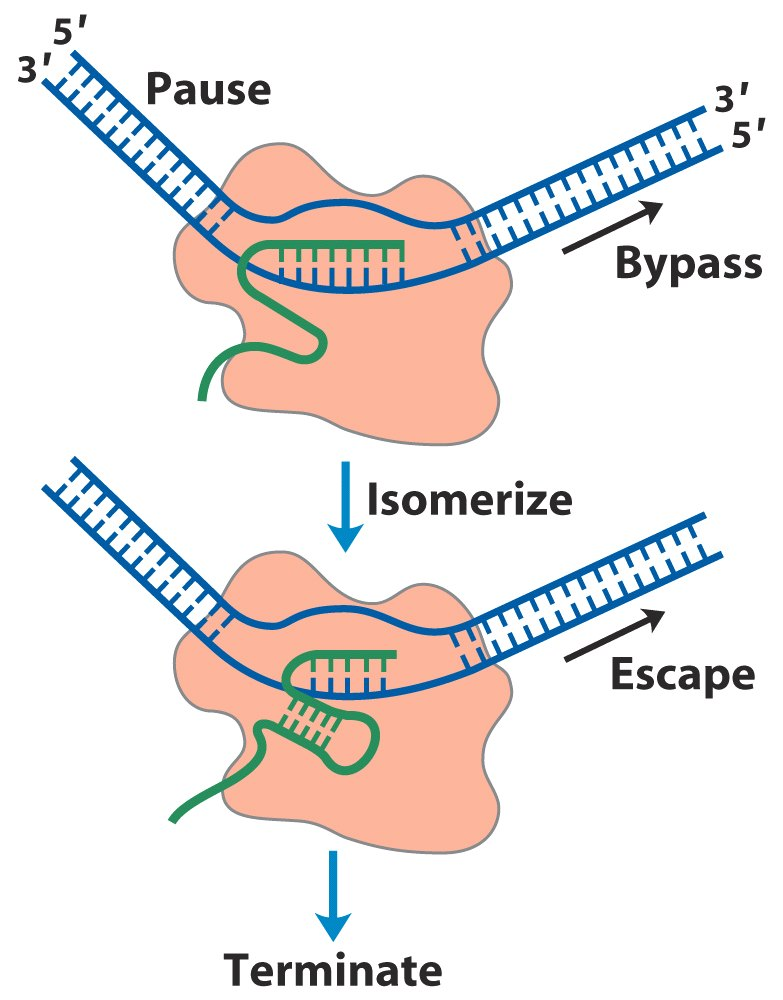 5′
3′
Pause
3′
5′
Bypass
Isomerize
Escape
Terminate